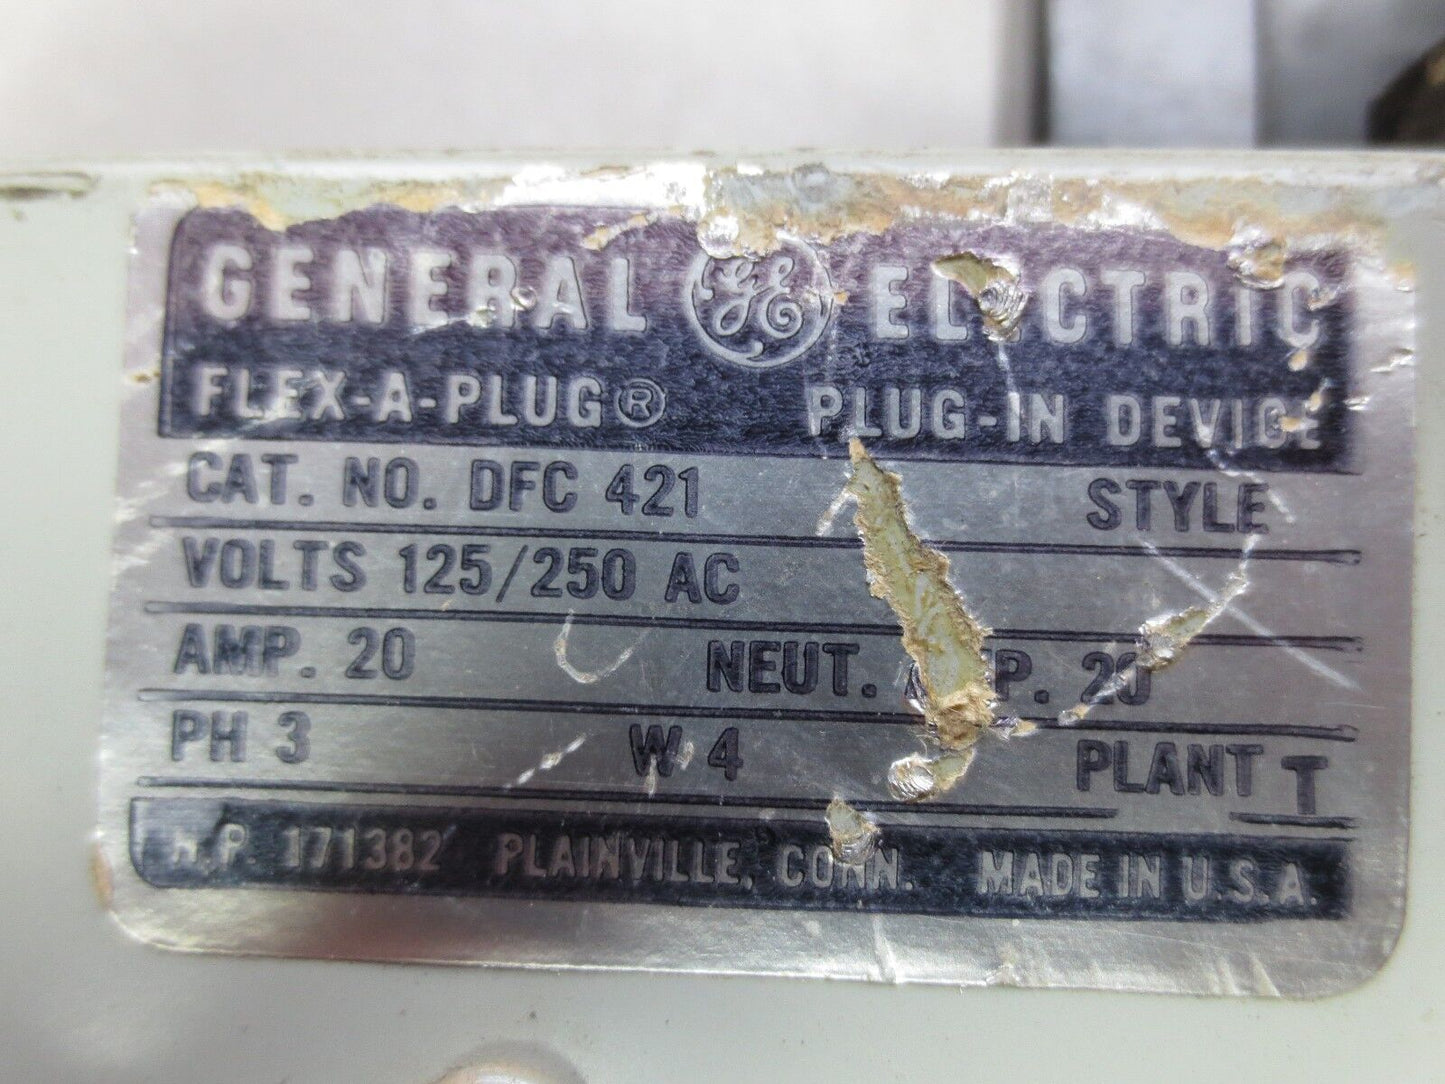 GENERAL GE ELECTRIC
FLEX-A-PLUG® PLUG-IN DEVICE
CAT. NO. DFC 421 STYLE
VOLTS 125/250 AC
AMP. 20 NEUT. 20
PH 3 W 4 PLANT T
N.P. 171382 PLAINVILLE, CONN. MADE IN U.S.A.